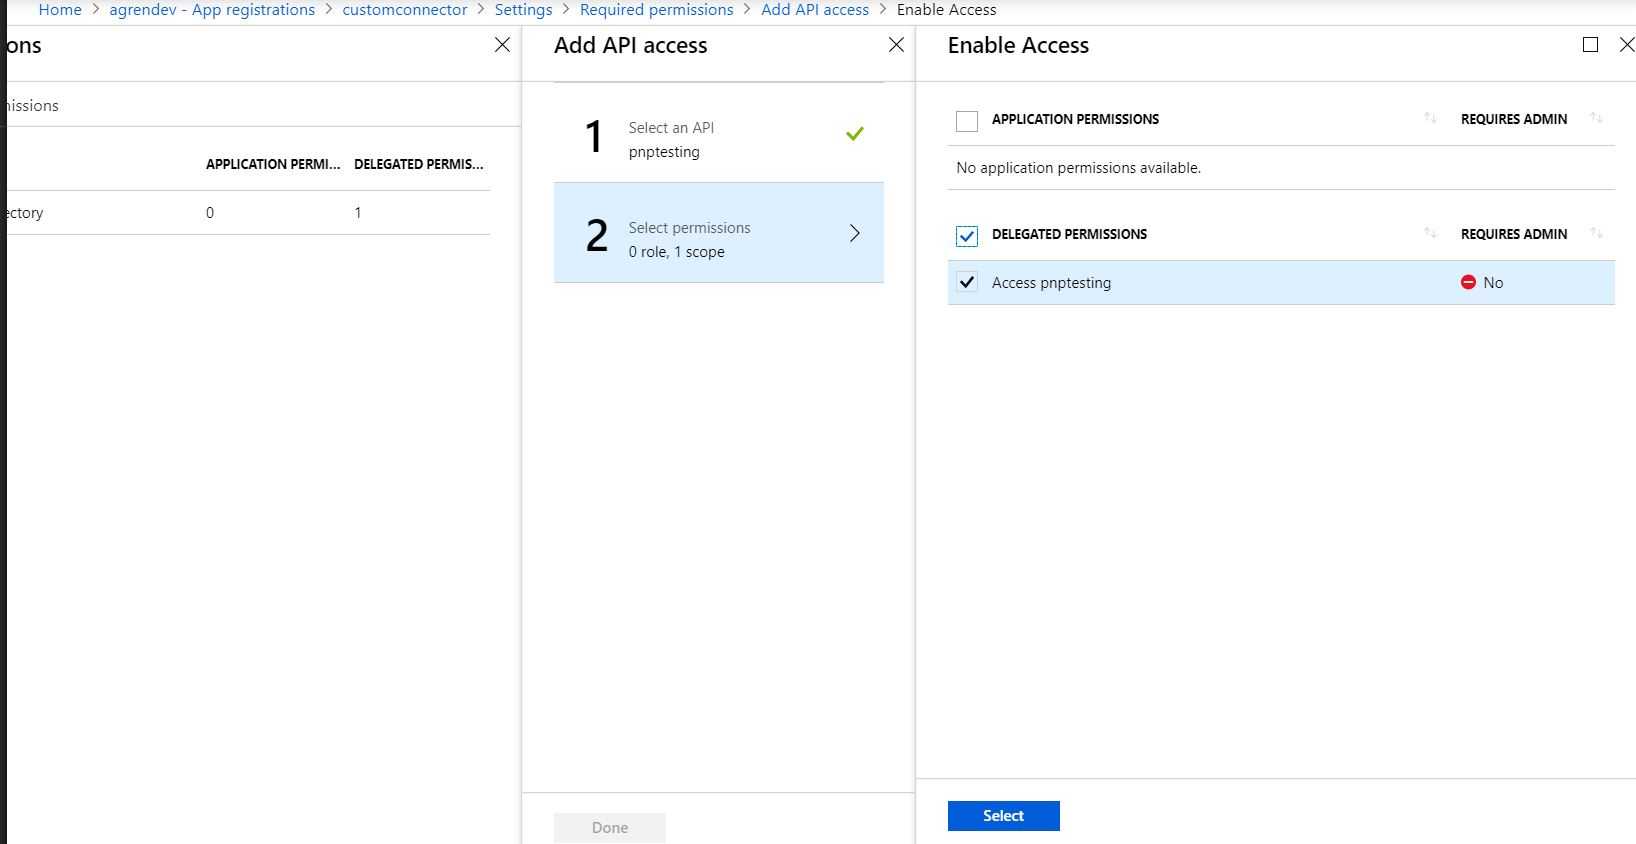 Home > agrendev - App registrations > customconnector > Settings > Required permissions > Add API access > Enable Access
ons
missions
APPLICATION PERMI... DELEGATED PERMIS...
ectory 0 1
Add API access
1 Select an API
pnptesting
2 Select permissions
0 role, 1 scope
Done
Enable Access
APPLICATION PERMISSIONS REQUIRES ADMIN
No application permissions available.
DELEGATED PERMISSIONS REQUIRES ADMIN
Access pnptesting No
Select